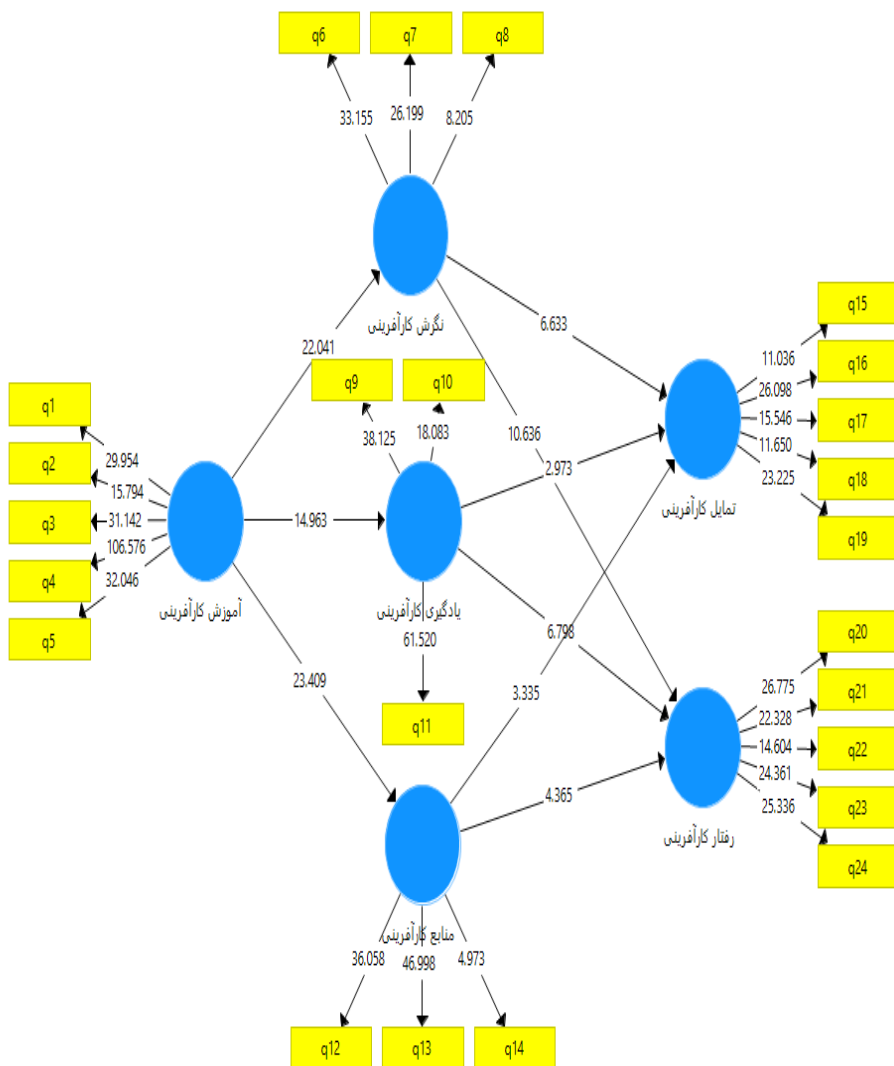 q6
q7
q8
33.155
26.199
8.205
نگرش کارآفرینی
22.041
6.633
10.636
q9
q10
38.125
18.083
q1
q2
q3
q4
q5
29.954
15.794
31.142
106.576
32.046
آموزش کارآفرینی
14.963
2.973
یادگیری کارآفرینی
61.520
6.798
q11
23.409
3.335
4.365
q15
q16
q17
q18
q19
11.036
26.098
15.546
11.650
23.225
تمایل کارآفرینی
q20
q21
q22
q23
q24
26.775
22.328
14.604
24.361
25.336
رفتار کارآفرینی
منابع کارآفرینی
36.058
46.998
4.973
q12
q13
q14